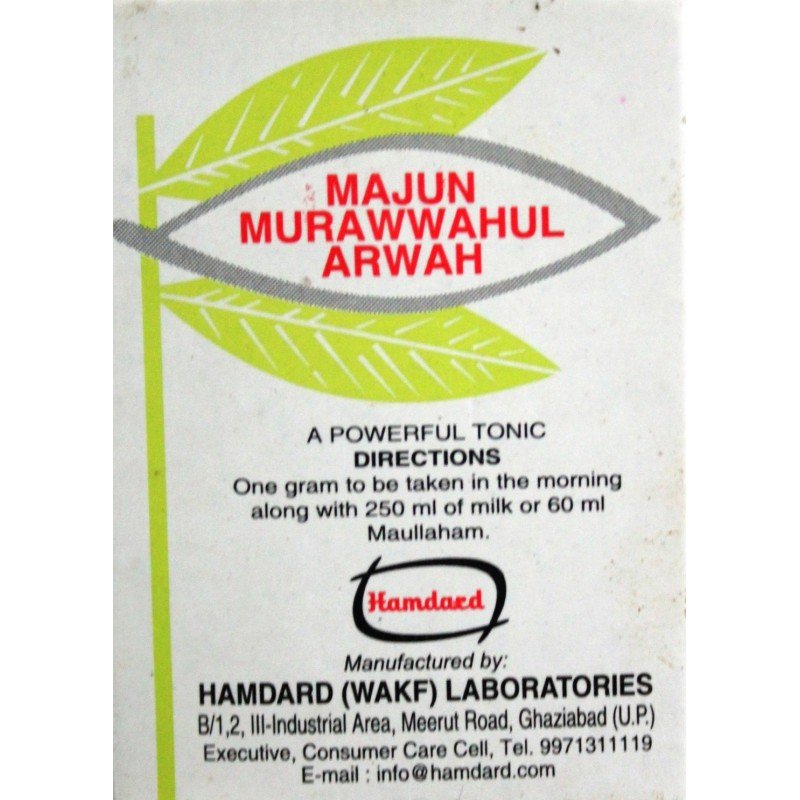 MAJUN
MURAWWAHUL
ARWAH
A POWERFUL TONIC
DIRECTIONS
One gram to be taken in the morning
along with 250 ml of milk or 60 ml
Maullaham.
Hamdard
Manufactured by:
HAMDARD (WAKF) LABORATORIES
B/1,2, III-Industrial Area, Meerut Road, Ghaziabad (U.P.)
Executive, Consumer Care Cell, Tel. 9971311119
E-mail : info@hamdard.com